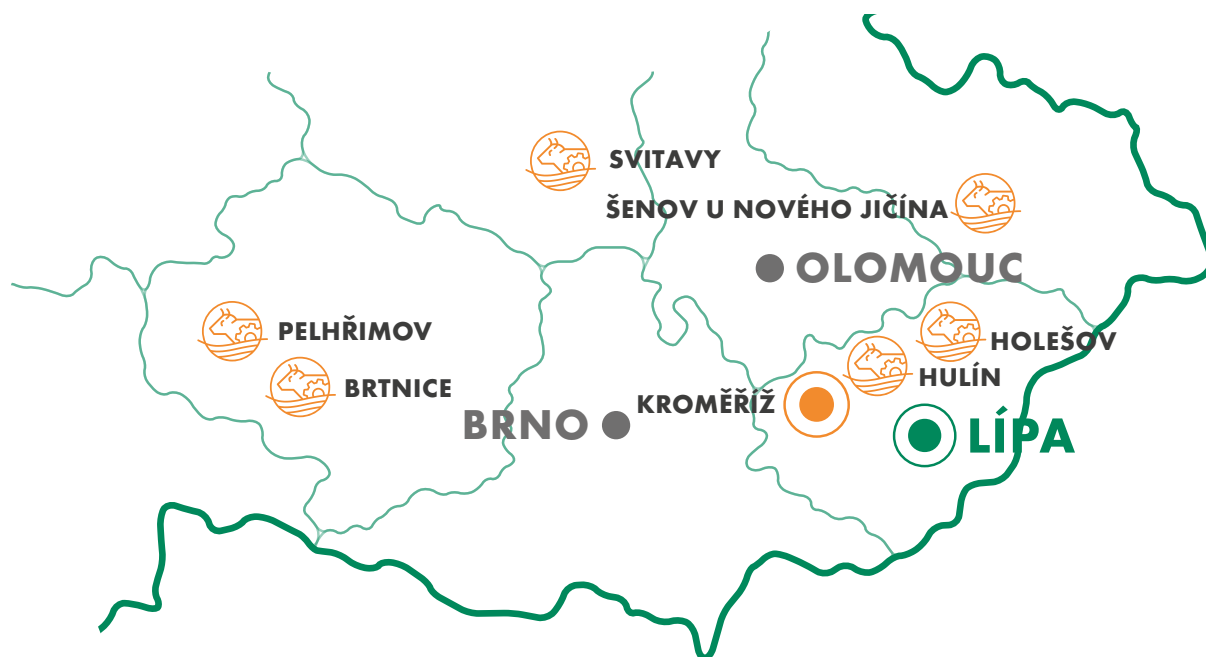 SVITAVY
ŠENOV U NOVÉHO JIČÍNA
OLOMOUC
PELHŘIMOV
HOLEŠOV
HULÍN
BRTNICE
KROMĚŘÍŽ
BRNO
LÍPA